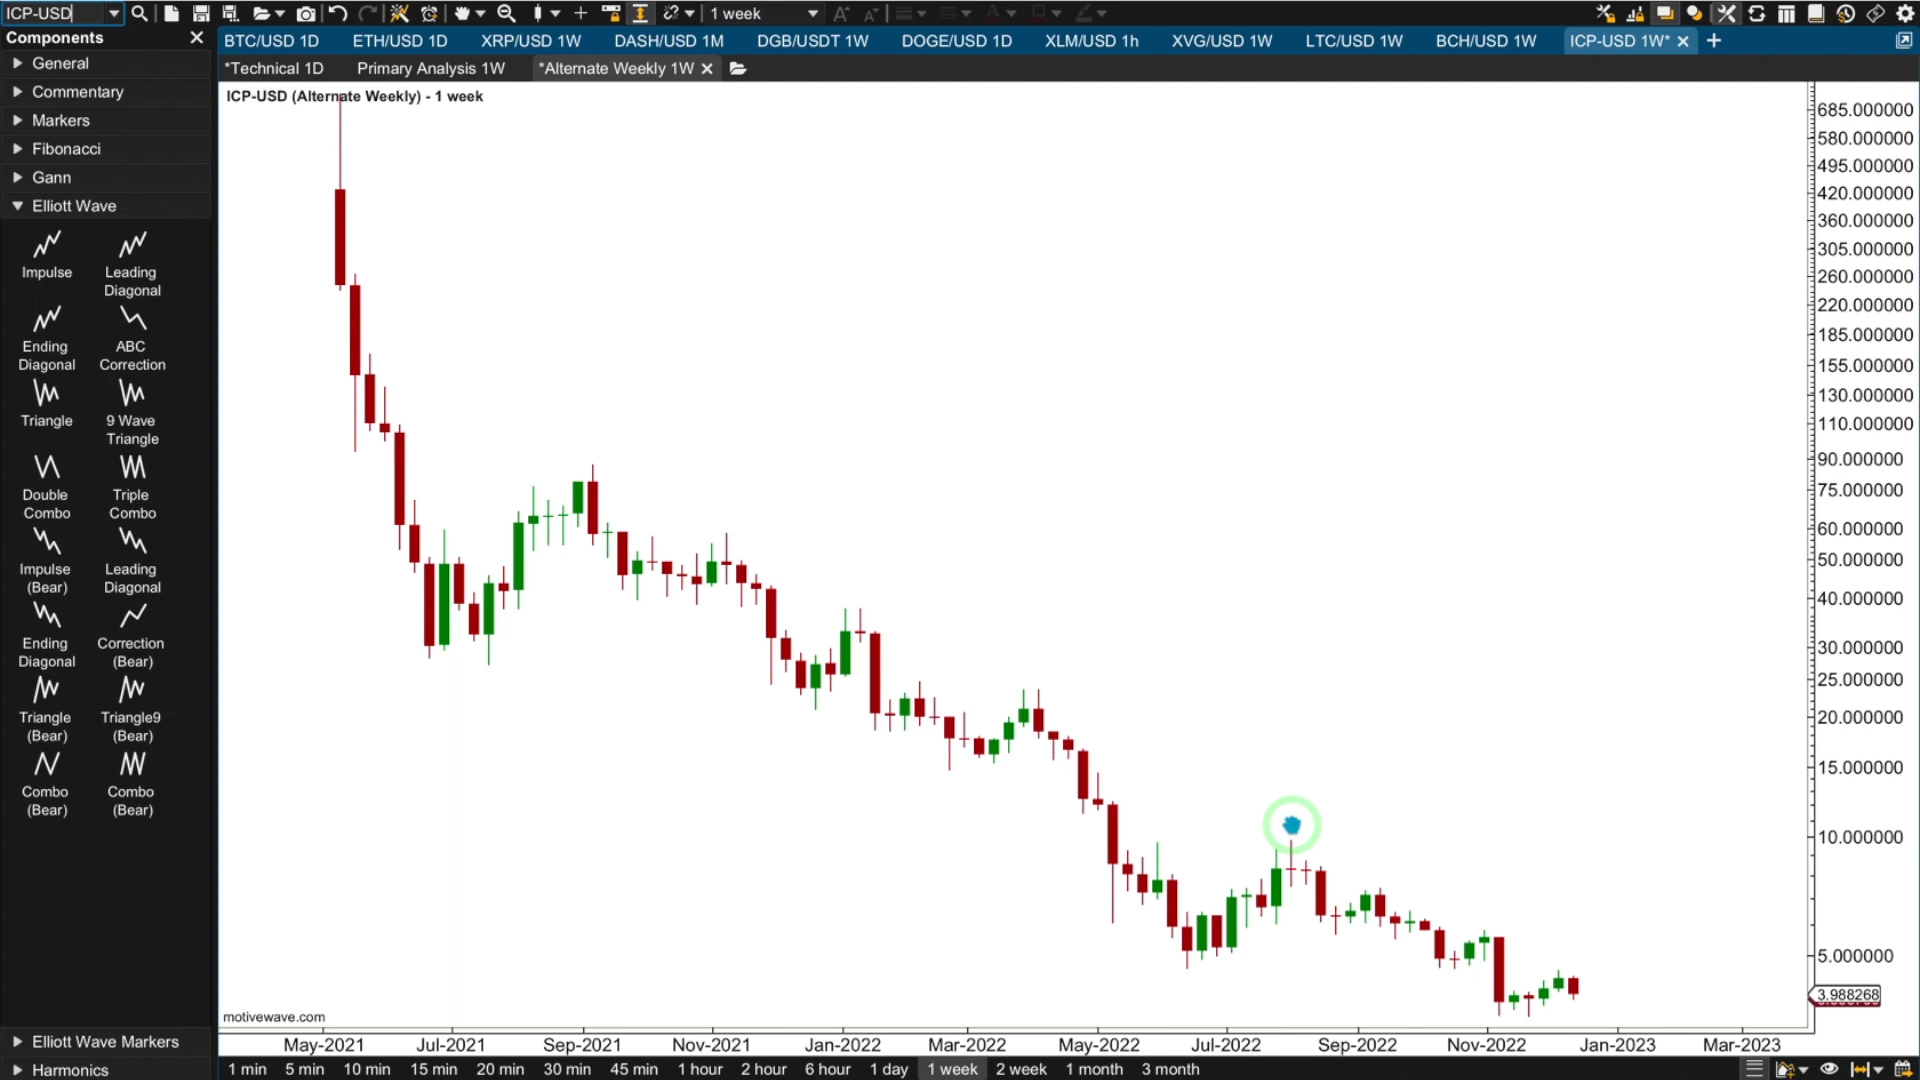 ICP-USD
1 week
Components
BTC/USD 1D
ETH/USD 1D
XRP/USD 1W
DASH/USD 1M
DGB/USDT 1W
DOGE/USD 1D
XLM/USD 1h
XVG/USD 1W
LTC/USD 1W
BCH/USD 1W
ICP-USD 1W*
*Technical 1D
Primary Analysis 1W
*Alternate Weekly 1W
General
Commentary
Markers
Fibonacci
Gann
Elliott Wave
Impulse
Leading
Diagonal
Ending
Diagonal
ABC
Correction
Triangle
9 Wave
Triangle
Double
Combo
Triple
Combo
Impulse
(Bear)
Leading
Diagonal
Ending
Diagonal
Correction
(Bear)
Triangle
(Bear)
Triangle9
(Bear)
Combo
(Bear)
Combo
(Bear)
Elliott Wave Markers
Harmonics
ICP-USD (Alternate Weekly) - 1 week
685.000000
580.000000
495.000000
420.000000
360.000000
305.000000
260.000000
220.000000
185.000000
155.000000
130.000000
110.000000
90.000000
75.000000
60.000000
50.000000
40.000000
30.000000
25.000000
20.000000
15.000000
10.000000
5.000000
3.988268
motivewave.com
May-2021
Jul-2021
Sep-2021
Nov-2021
Jan-2022
Mar-2022
May-2022
Jul-2022
Sep-2022
Nov-2022
Jan-2023
Mar-2023
1 min
5 min
10 min
15 min
20 min
30 min
45 min
1 hour
2 hour
6 hour
1 day
1 week
2 week
1 month
3 month